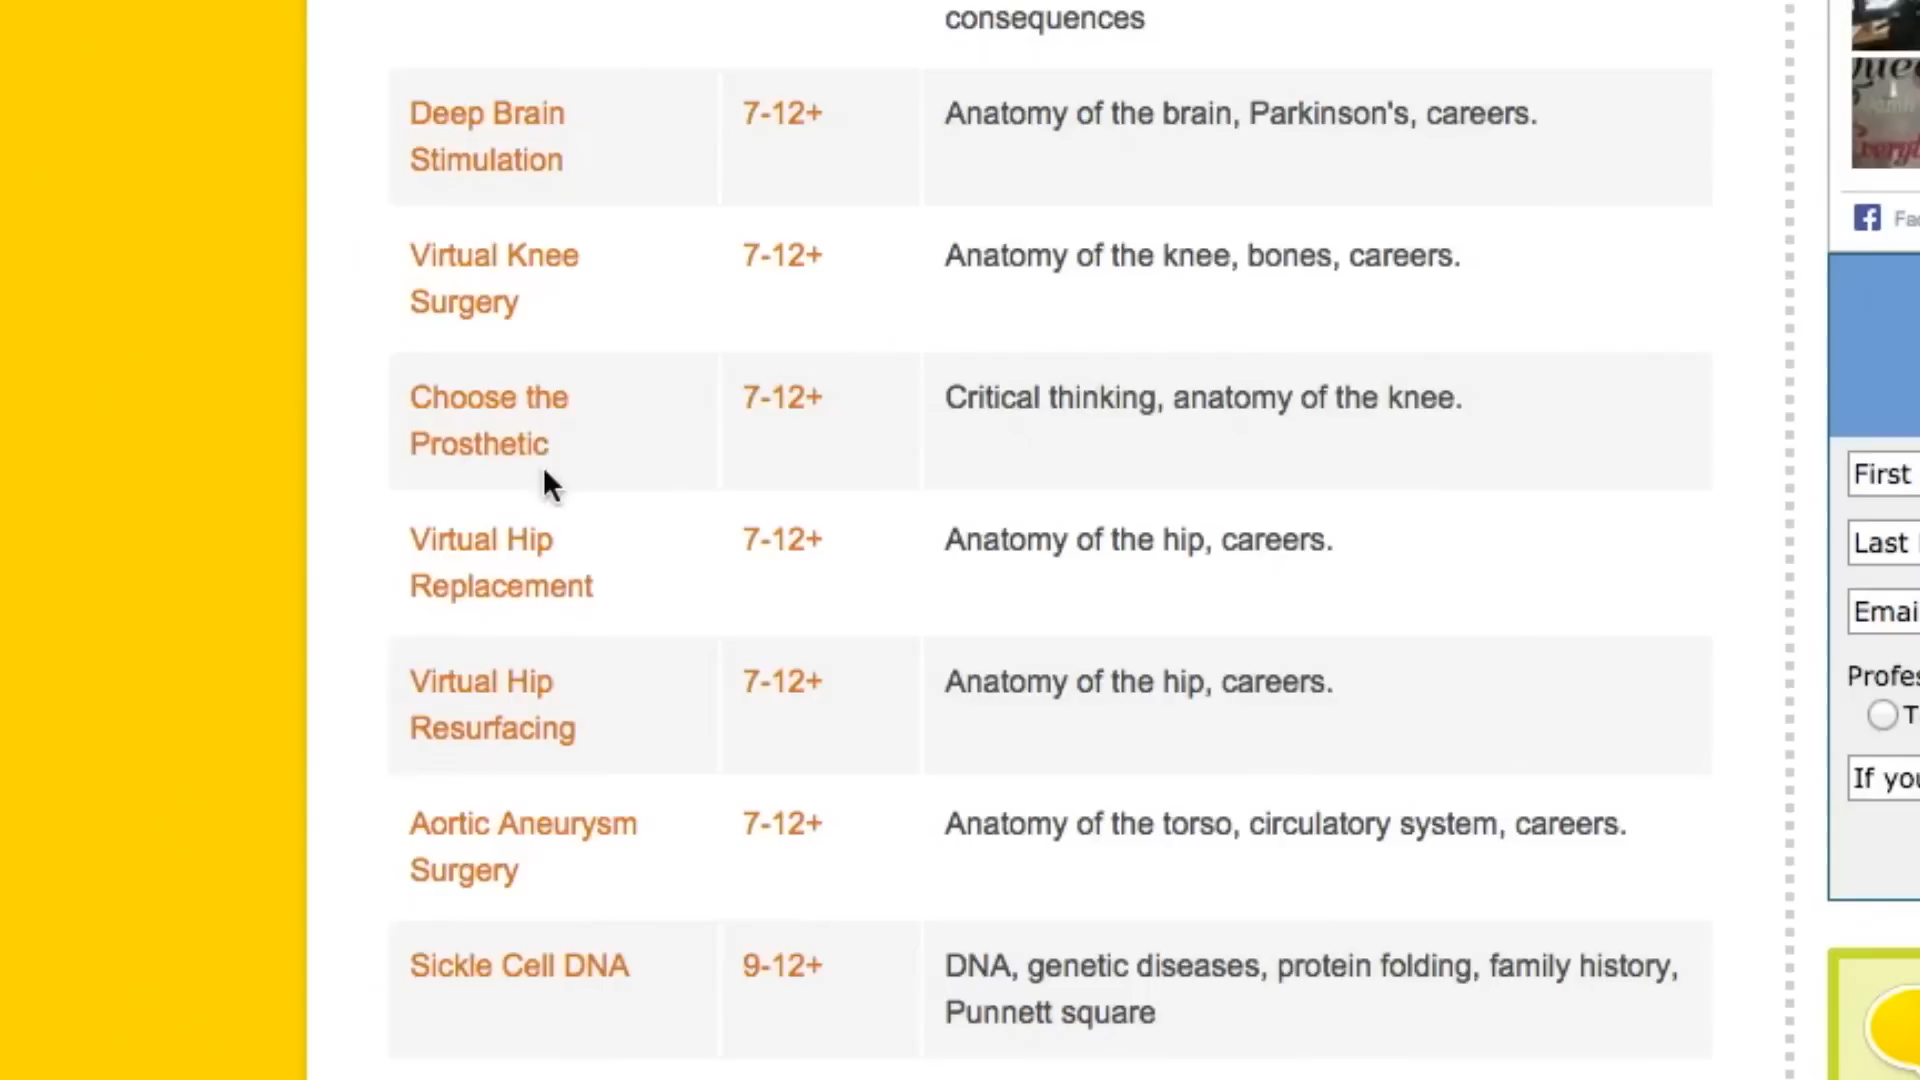 consequences
Deep Brain
Stimulation
7-12+
Anatomy of the brain, Parkinson's, careers.
Virtual Knee
Surgery
7-12+
Anatomy of the knee, bones, careers.
Choose the
Prosthetic
7-12+
Critical thinking, anatomy of the knee.
Virtual Hip
Replacement
7-12+
Anatomy of the hip, careers.
Virtual Hip
Resurfacing
7-12+
Anatomy of the hip, careers.
Aortic Aneurysm
Surgery
7-12+
Anatomy of the torso, circulatory system, careers.
Sickle Cell DNA
9-12+
DNA, genetic diseases, protein folding, family history,
Punnett square
First
Last
Emai
Profes
T
If you